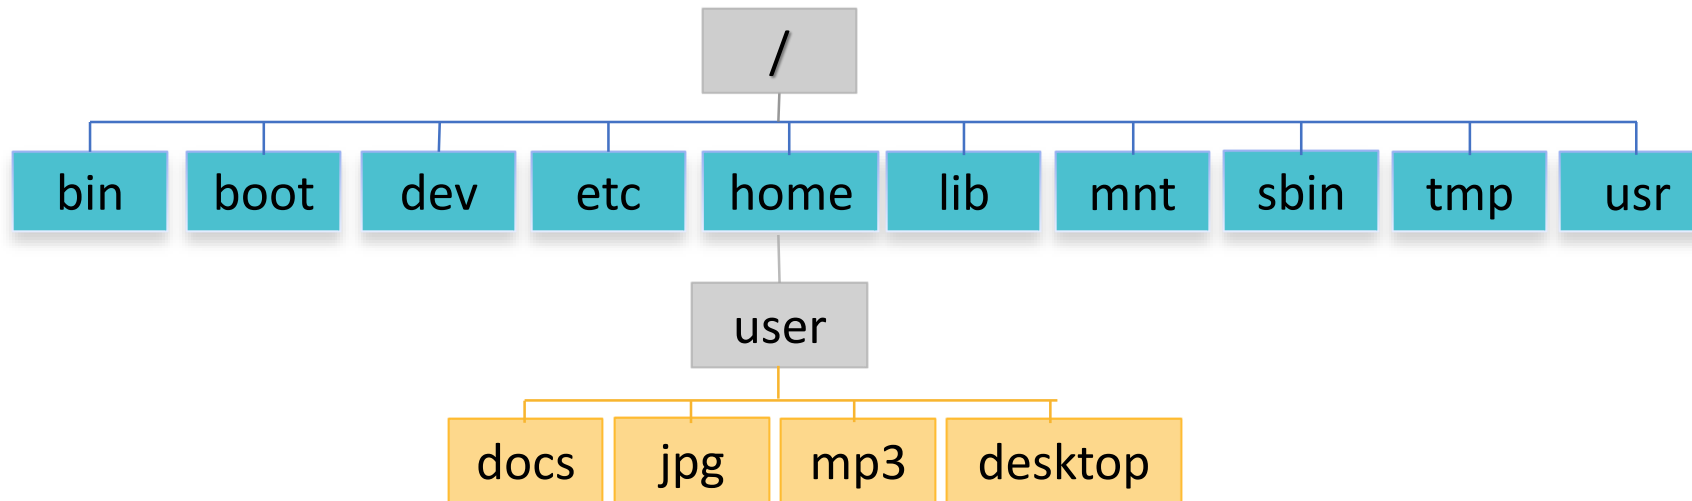 /
bin boot dev etc home lib mnt sbin tmp usr
user
docs jpg mp3 desktop